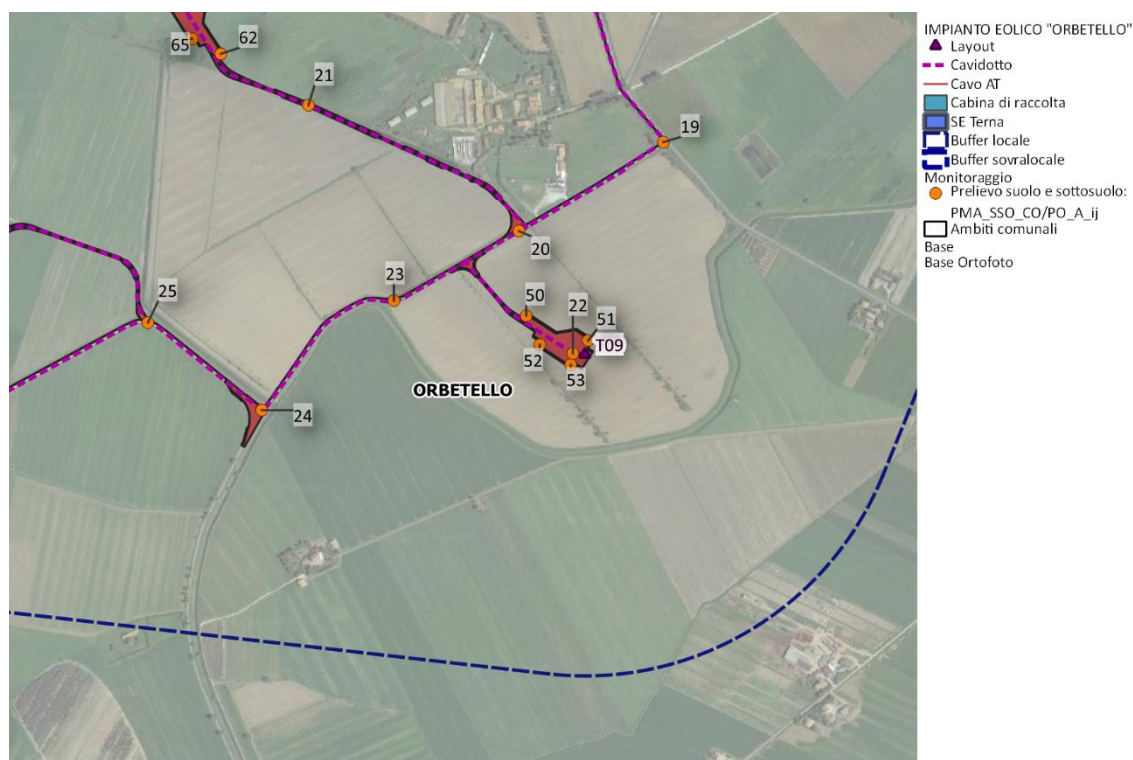 65
62
21
19
20
23
25
50
22
51
T09
52
53
24
ORBETELLO
IMPIANTO EOLICO "ORBETELLO"
Layout
Cavidotto
Cavo AT
Cabina di raccolta
SE Terna
Buffer locale
Buffer sovralocale
Monitoraggio
Prelievo suolo e sottosuolo:
PMA_SSO_CO/PO_A_ij
Ambiti comunali
Base
Base Ortofoto